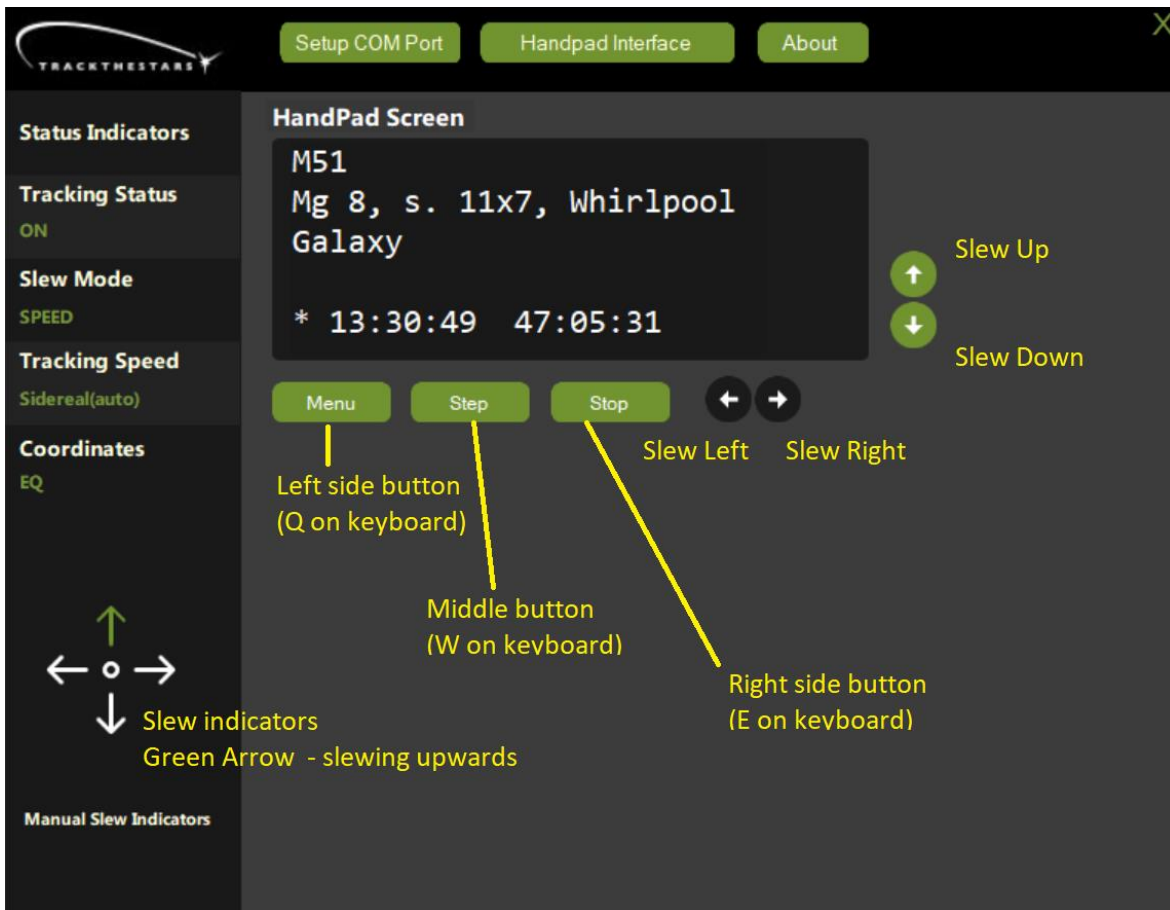 TRACKTHESTARS
Setup COM Port
Handpad Interface
About
X
Status Indicators
Tracking Status
ON
Slew Mode
SPEED
Tracking Speed
Sidereal(auto)
Coordinates
EQ
HandPad Screen
M51
Mg 8, s. 11x7, Whirlpool
Galaxy
* 13:30:49 47:05:31
Slew Up
Slew Down
Menu
Step
Stop
Slew Left
Slew Right
Left side button
(Q on keyboard)
Middle button
(W on keyboard)
Right side button
(E on keyboard)
Slew indicators
Green Arrow - slewing upwards
Manual Slew Indicators